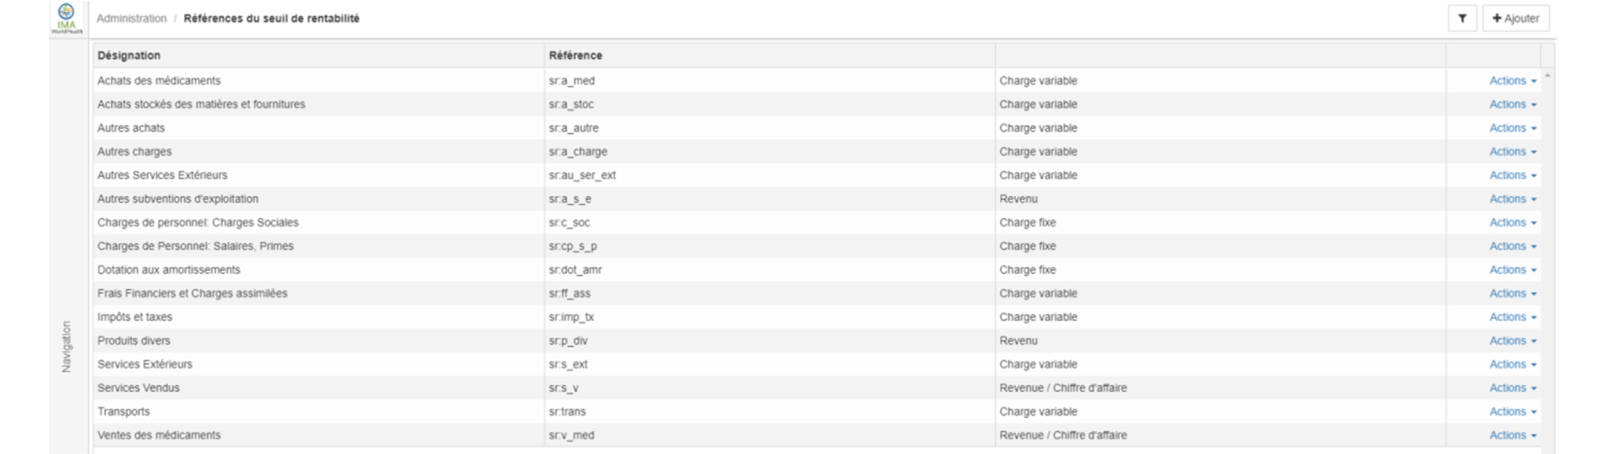 IMA
WorldHealth
Administration / Références du seuil de rentabilité
Ajouter
Désignation Référence
Achats des médicaments sr:a_med Charge variable Actions
Achats stockés des matières et fournitures sr:a_stoc Charge variable Actions
Autres achats sr:a_autre Charge variable Actions
Autres charges sr:a_charge Charge variable Actions
Autres Services Extérieurs sr:au_ser_ext Charge variable Actions
Autres subventions d'exploitation sr:a_s_e Revenu Actions
Charges de personnel: Charges Sociales sr:c_soc Charge fixe Actions
Charges de Personnel: Salaires, Primes sr:cp_s_p Charge fixe Actions
Dotation aux amortissements sr:dot_amr Charge fixe Actions
Frais Financiers et Charges assimilées sr:ff_ass Charge variable Actions
Impôts et taxes sr:imp_tx Charge variable Actions
Produits divers sr:p_div Revenu Actions
Services Extérieurs sr:s_ext Charge variable Actions
Services Vendus sr:s_v Revenue / Chiffre d'affaire Actions
Transports sr:trans Charge variable Actions
Ventes des médicaments sr:v_med Revenue / Chiffre d'affaire Actions
Navigation